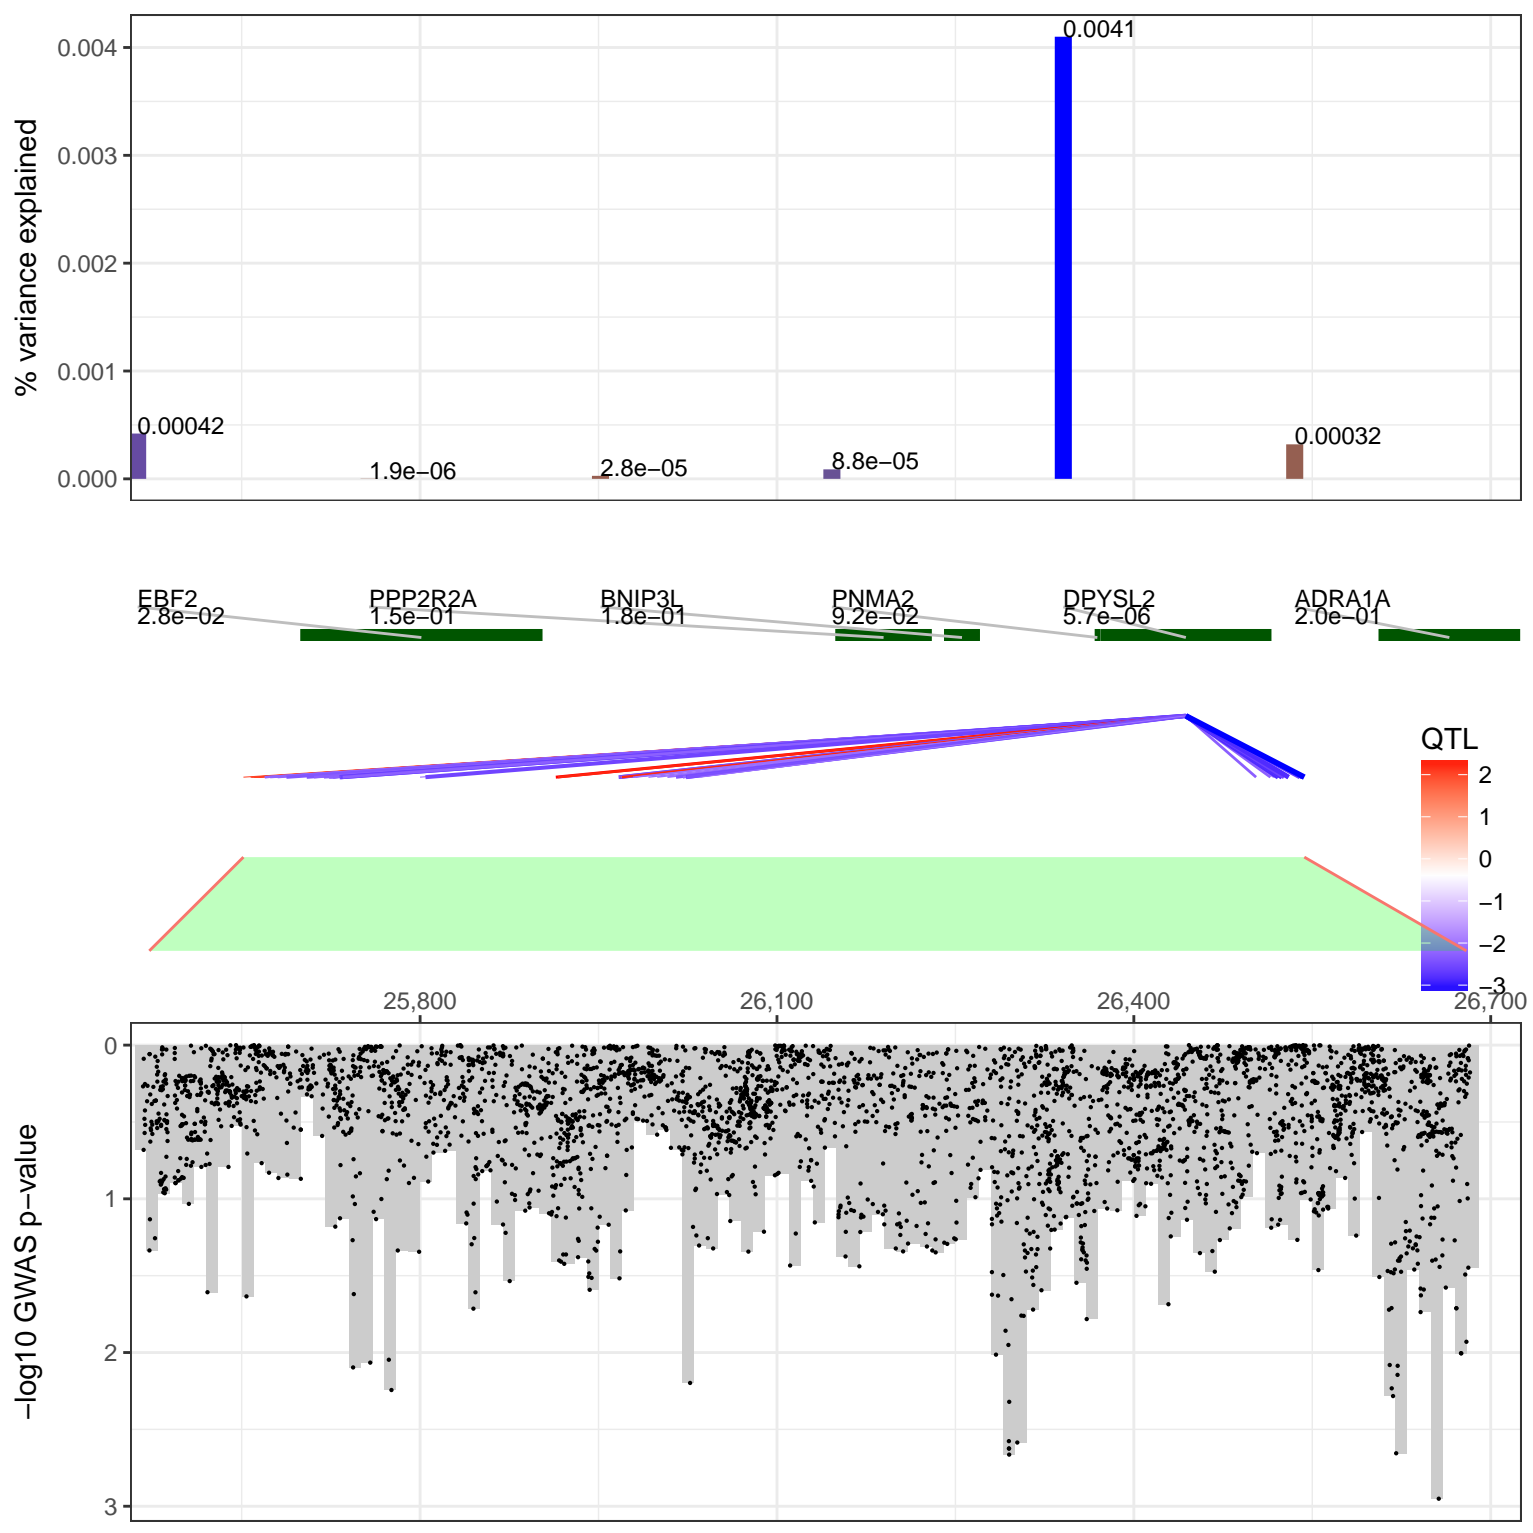 % variance explained
0.004
0.003
0.002
0.001
0.000
0.00042
1.9e−06
2.8e−05
8.8e−05
0.0041
0.00032
EBF2
2.8e−02
PPP2R2A
1.5e−01
BNIP3L
1.8e−01
PNMA2
9.2e−02
DPYSL2
5.7e−06
ADRA1A
2.0e−01
QTL
2
1
0
−1
−2
−3
25,800
26,100
26,400
26,700
−log10 GWAS p−value
0
1
2
3